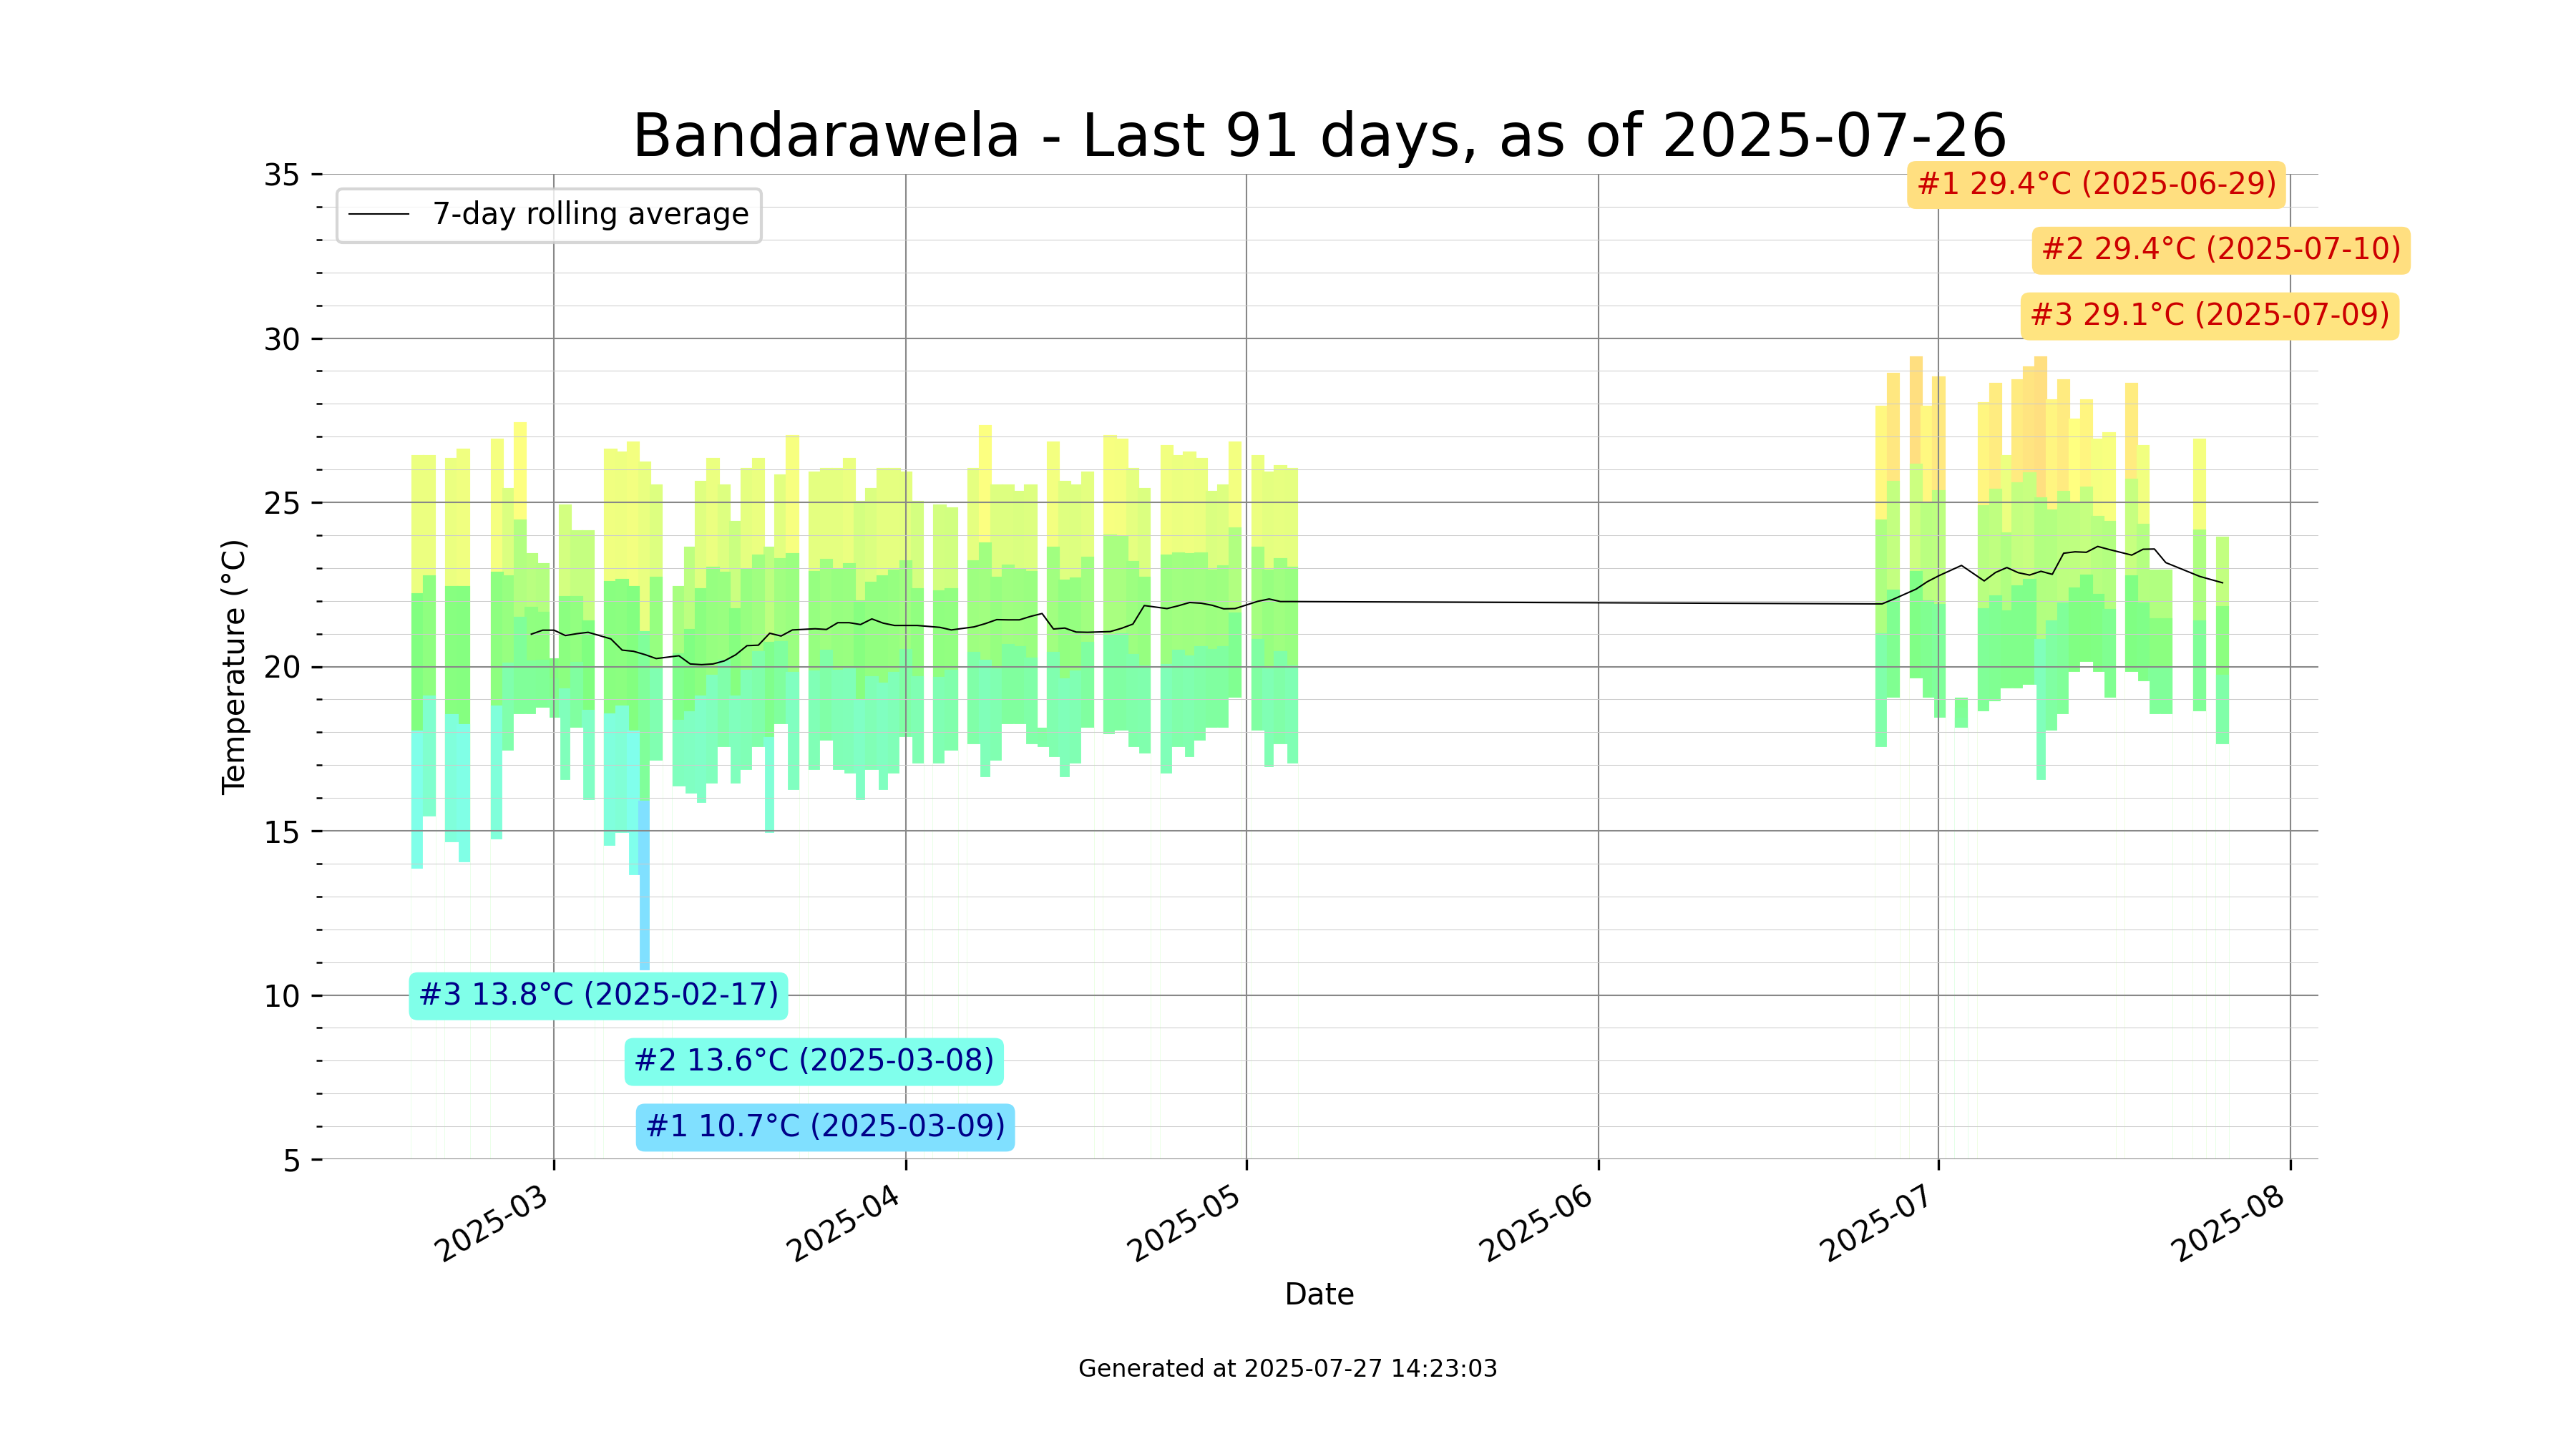 Bandarawela - Last 91 days, as of 2025-07-26
7-day rolling average
#1 29.4°C (2025-06-29)
#2 29.4°C (2025-07-10)
#3 29.1°C (2025-07-09)
35
30
25
20
15
10
5
Temperature (°C)
#3 13.8°C (2025-02-17)
#2 13.6°C (2025-03-08)
#1 10.7°C (2025-03-09)
2025-03
2025-04
2025-05
2025-06
2025-07
2025-08
Date
Generated at 2025-07-27 14:23:03